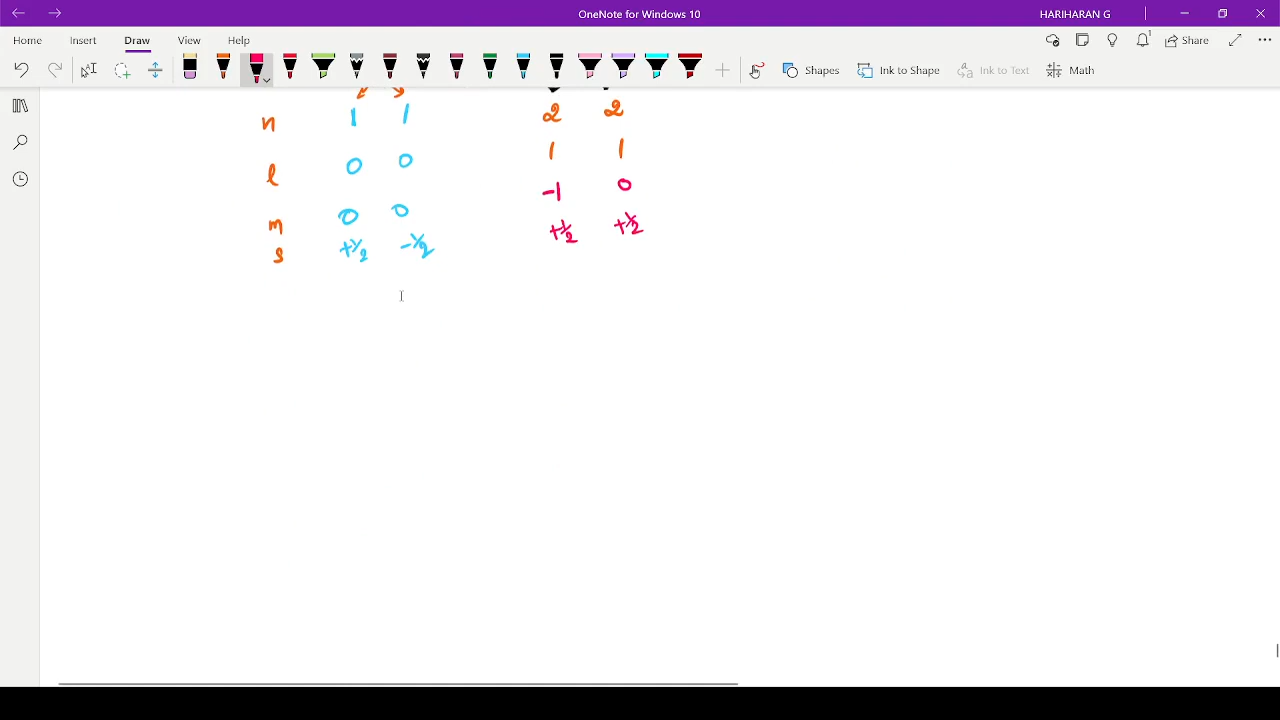 OneNote for Windows 10
HARIHARAN G
Home Insert Draw View Help
Share
Shapes Ink to Shape Ink to Text Math
n 1 1 2 2
l 0 0 1 1
m 0 0 -1 0
s +1/2 -1/2 +1/2 +1/2